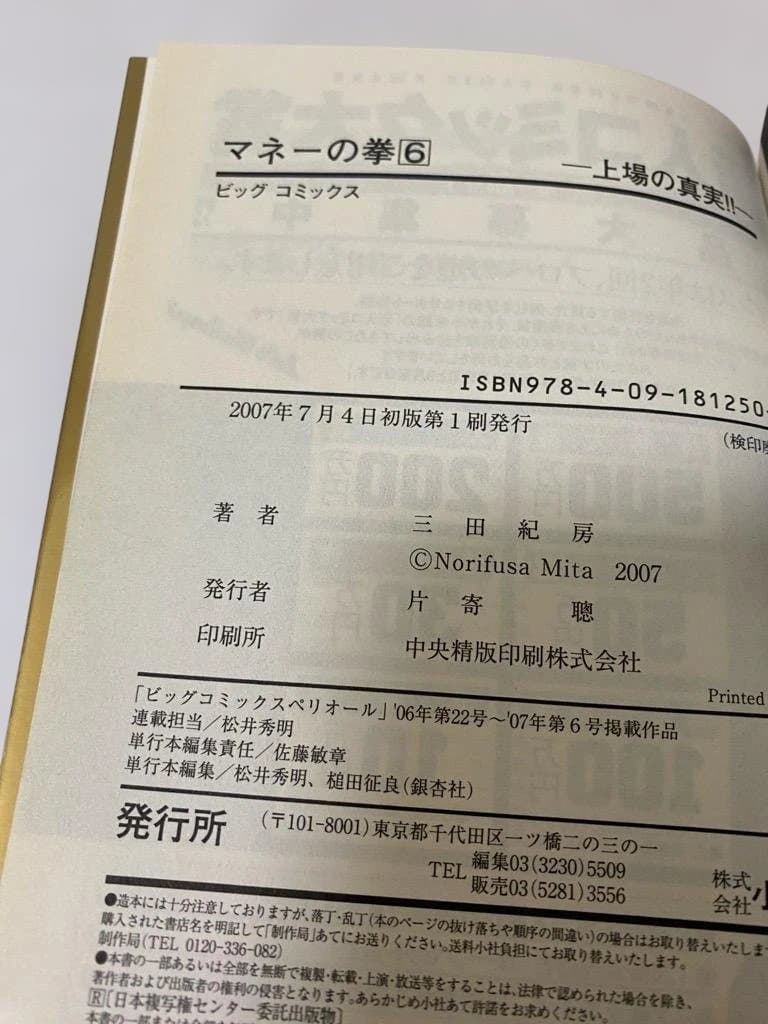 マネーの拳6
―上場の真実!!―
ビッグ コミックス
ISBN978-4-09-181250-
2007年7月4日初版第1刷発行
(検印
著 者 三田紀房
©Norifusa Mita 2007
発行者 片寄 聰
印刷所 中央精版印刷株式会社
Printed
「ビッグコミックスペリオール」'06年第22号～'07年第6号掲載作品
連載担当／松井秀明
単行本編集責任／佐藤敏章
単行本編集／松井秀明、槌田征良(銀杏社)
発行所 (〒101-8001)東京都千代田区一ツ橋二の三の一
TEL 編集03(3230)5509
販売03(5281)3556
株式会社 小
●造本には十分注意しておりますが、落丁・乱丁(本のページの抜け落ちや順序の間違い)の場合はお取り替えいたしま
購入された書店名を明記して「制作局」あてにお送りください。送料小社負担にてお取り替えいたします。
制作局(TEL 0120-336-082)
●本書の一部あるいは全部を無断で複製・転載・上演・放送等をすることは、法律で認められた場合を除き、
著作者および出版者の権利の侵害となります。あらかじめ小社あて許諾をお求めください。
R[日本複写権センター委託出版物]
本書の一部または全部を